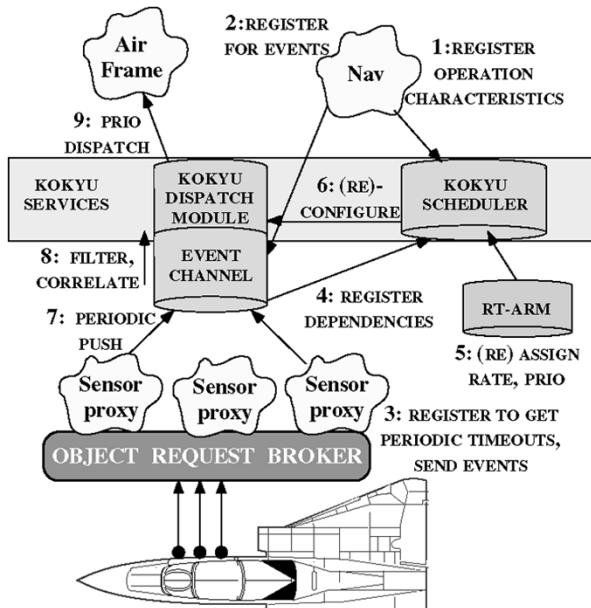 Air
Frame
2: REGISTER
FOR EVENTS
Nav
1:REGISTER
OPERATION
CHARACTERISTICS
9: PRIO
DISPATCH
KOKYU
SERVICES
KOKYU
DISPATCH
MODULE
6: (RE)-
CONFIGURE
KOKYU
SCHEDULER
8: FILTER,
CORRELATE
EVENT
CHANNEL
4: REGISTER
DEPENDENCIES
RT-ARM
7: PERIODIC
PUSH
5: (RE) ASSIGN
RATE, PRIO
Sensor
proxy
Sensor
proxy
Sensor
proxy
3: REGISTER TO GET
PERIODIC TIMEOUTS,
SEND EVENTS
OBJECT REQUEST BROKER